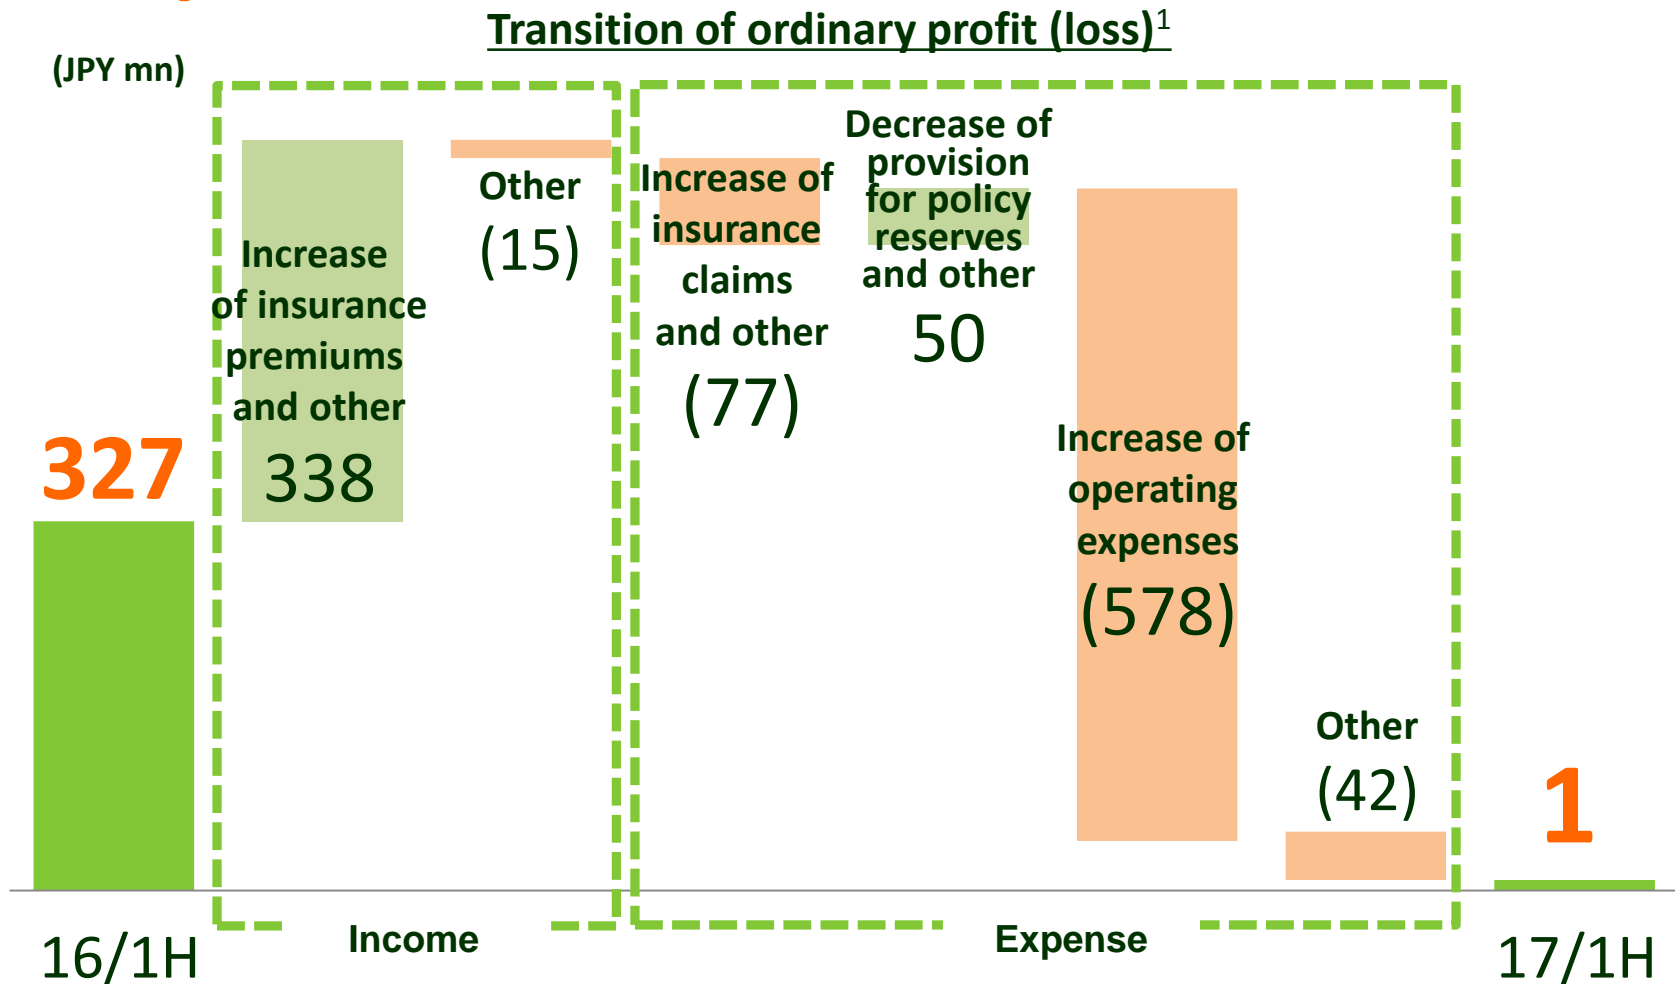 Transition of ordinary profit (loss)1
(JPY mn)
327
Increase
of insurance
premiums
and other
338
Other
(15)
Increase of
insurance
claims
and other
(77)
Decrease of
provision
for policy
reserves
and other
50
Increase of
operating
expenses
(578)
Other
(42)
1
16/1H
Income
Expense
17/1H